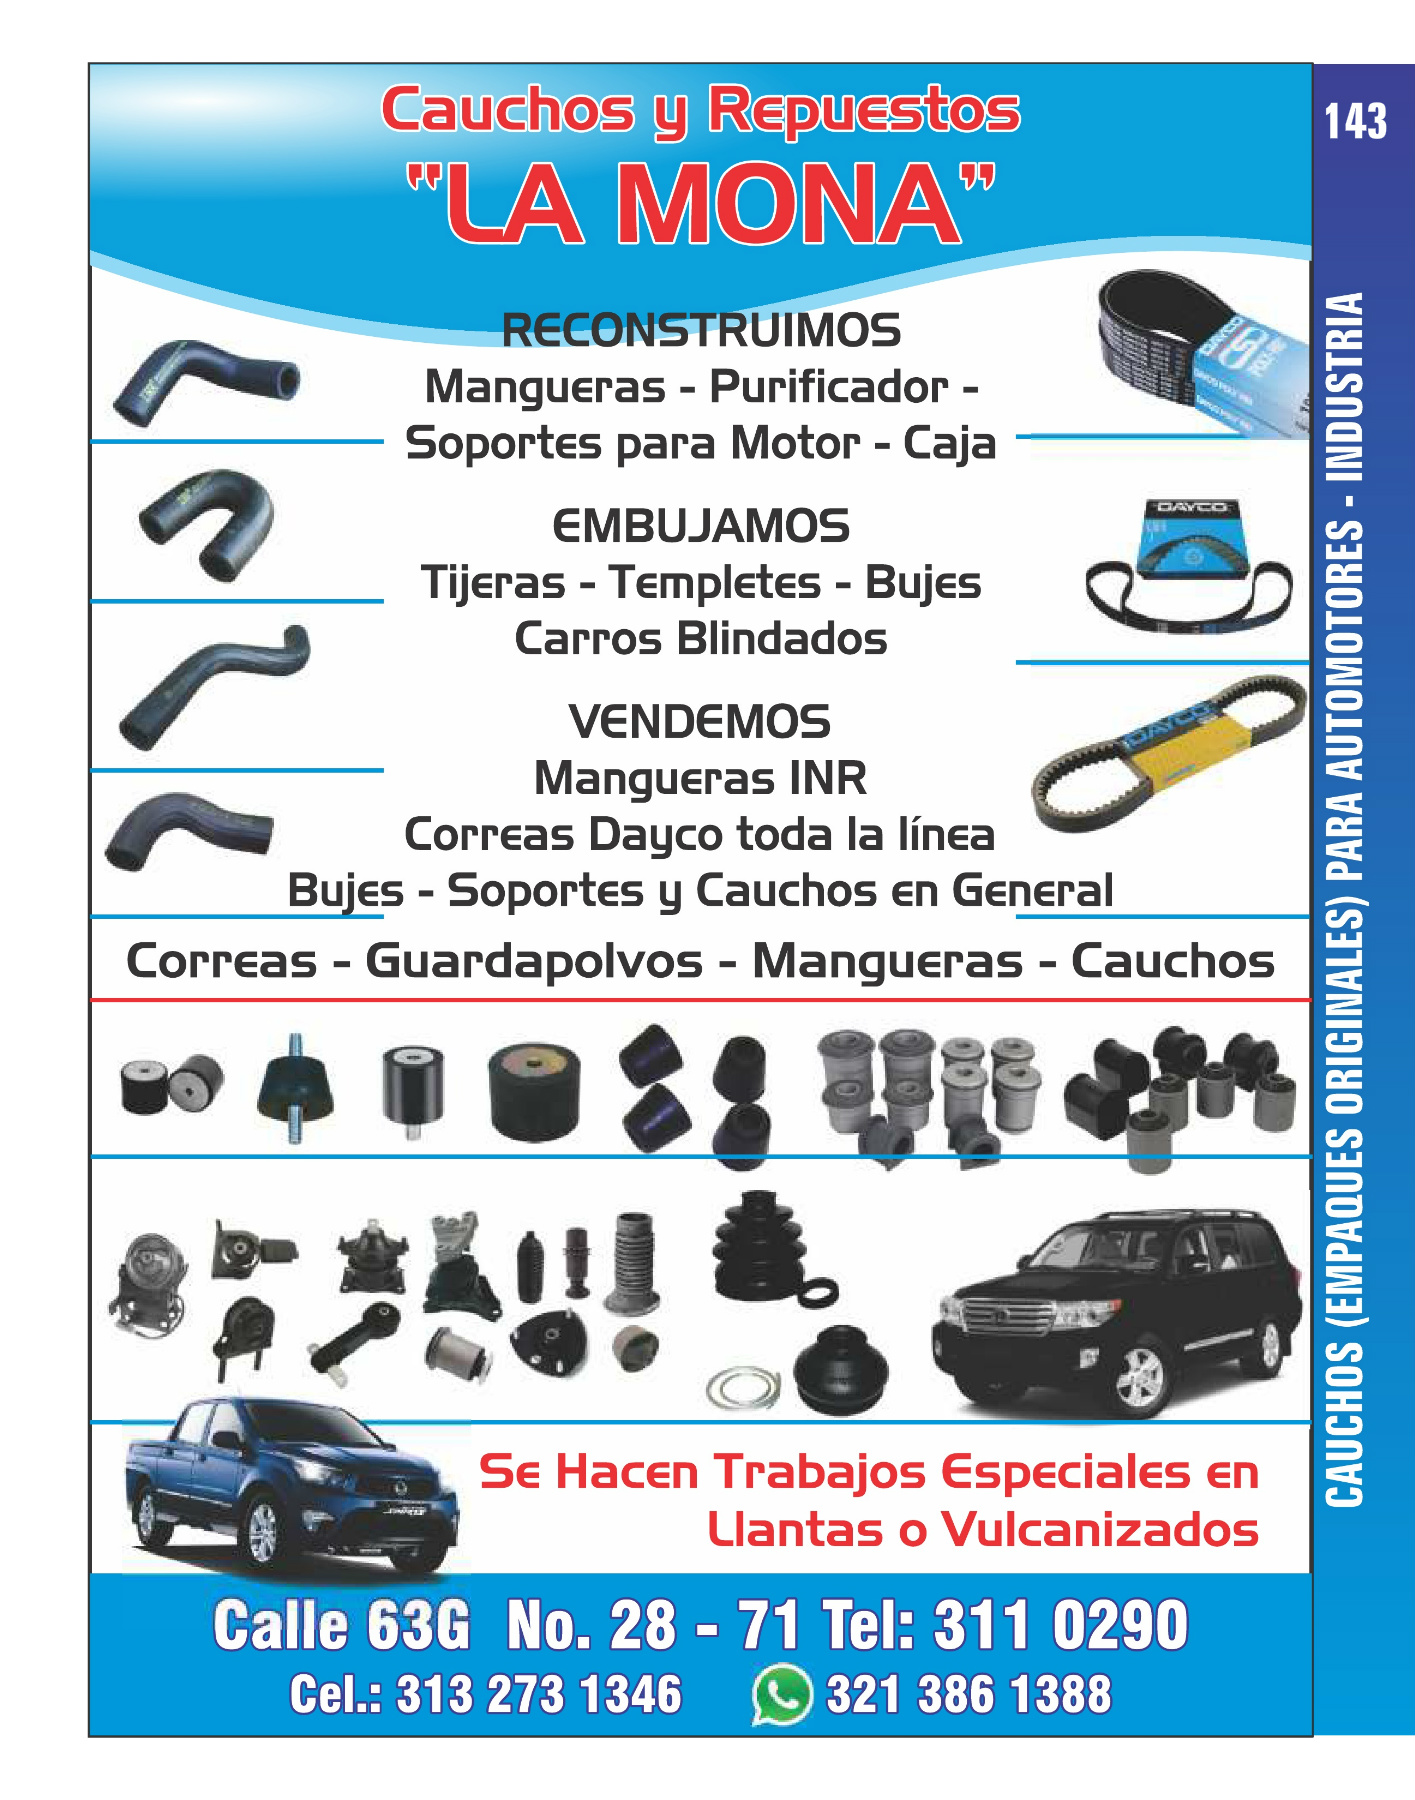 Cauchos y Repuestos
"LA MONA"
143
RECONSTRUIMOS
Mangueras - Purificador -
Soportes para Motor - Caja
EMBUJAMOS
Tijeras - Templetes - Bujes
Carros Blindados
VENDEMOS
Mangueras INR
Correas Dayco toda la línea
Bujes - Soportes y Cauchos en General
Correas - Guardapolvos - Mangueras - Cauchos
DAYCO
POLY RIB
DAYCO
DAYCO
Se Hacen Trabajos Especiales en
Llantas o Vulcanizados
Calle 63G No. 28 - 71 Tel: 311 0290
Cel.: 313 273 1346 321 386 1388
CAUCHOS (EMPAQUES ORIGINALES) PARA AUTOMOTORES - INDUSTRIA